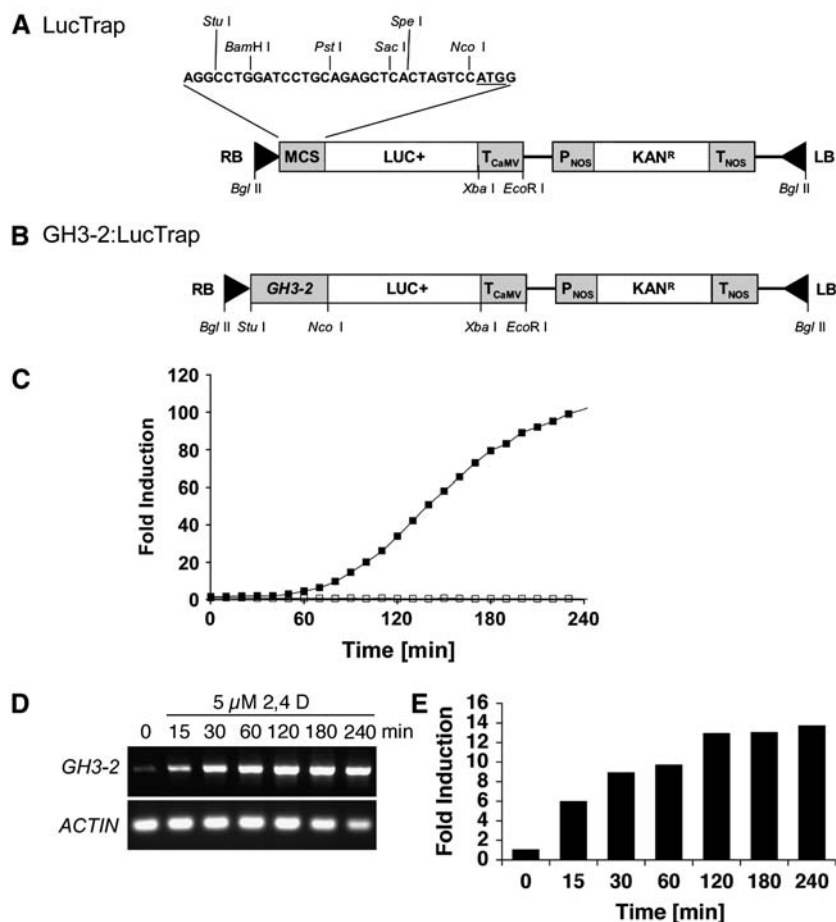 A LucTrap
Stu I Spe I
BamH I Pst I Sac I Nco I
AGGCCTGGATCCTGCAGAGCTCACTAGTCCATGG
RB MCS LUC+ TCaMV PNOS KANR TNOS LB
Bgl II Xba I EcoR I Bgl II
B GH3-2:LucTrap
RB GH3-2 LUC+ TCaMV PNOS KANR TNOS LB
Bgl II Stu I Nco I Xba I EcoR I Bgl II
C
Fold Induction
120
100
80
60
40
20
0
0 60 120 180 240
Time [min]
D
5 µM 2,4 D
0 15 30 60 120 180 240 min
GH3-2
ACTIN
E
Fold Induction
16
14
12
10
8
6
4
2
0
0 15 30 60 120 180 240
Time [min]